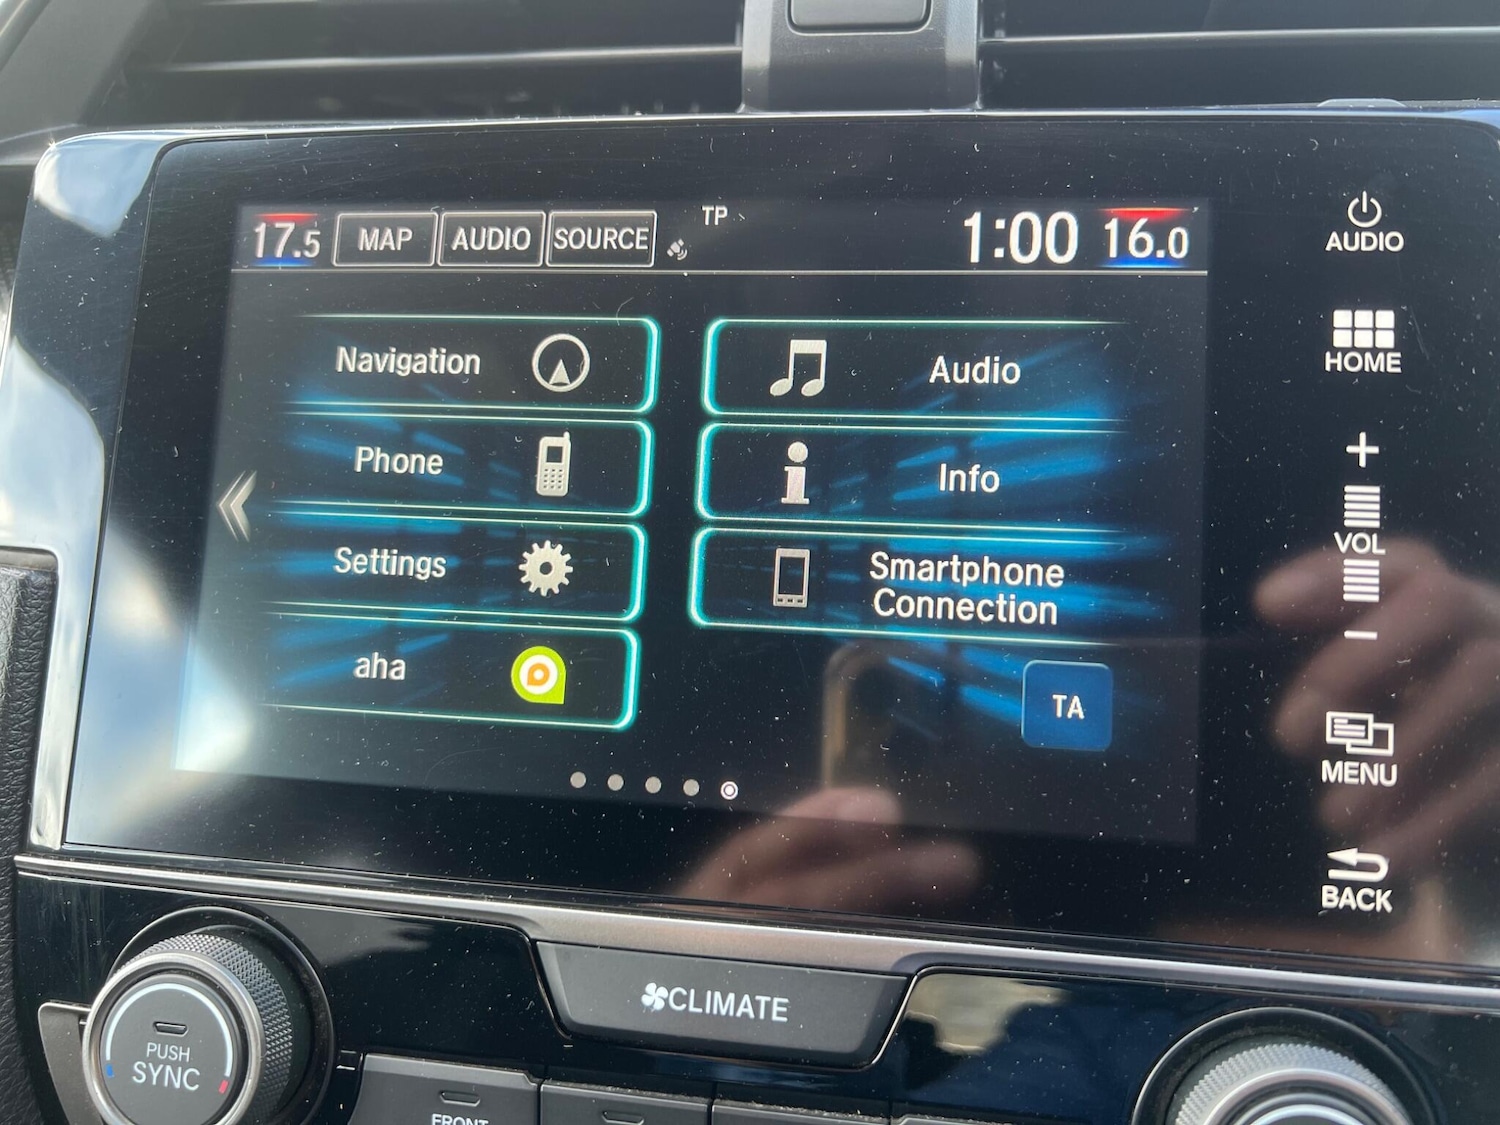 17.5 MAP AUDIO SOURCE TP 1:00 16.0
AUDIO
Navigation
Audio
HOME
Phone
Info
VOL
Settings
Smartphone
Connection
aha
TA
MENU
BACK
CLIMATE
PUSH
SYNC
FRONT